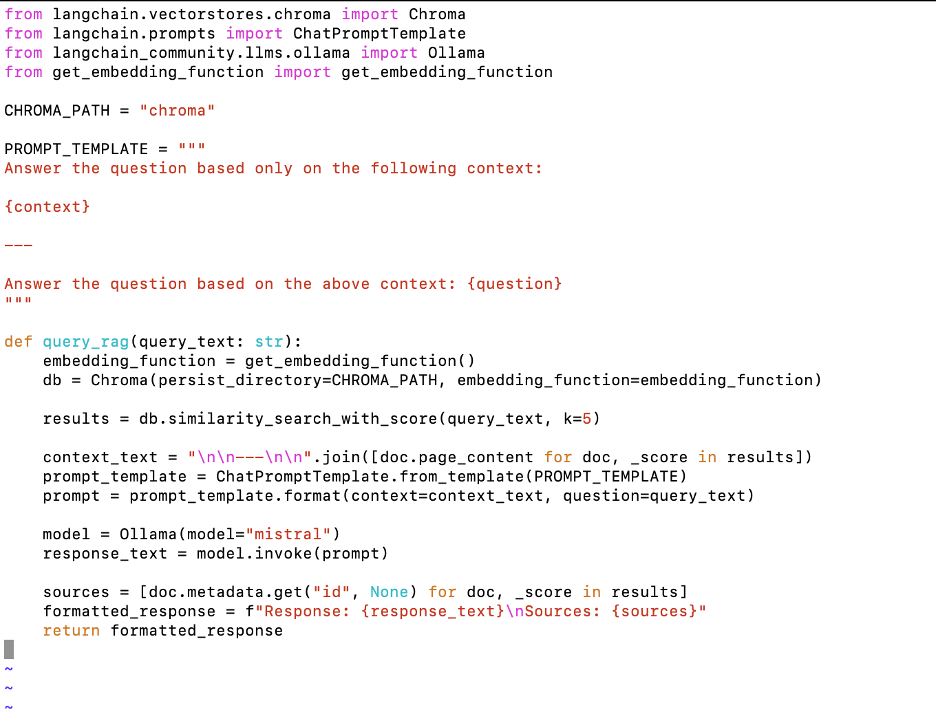 from langchain.vectorstores.chroma import Chroma
from langchain.prompts import ChatPromptTemplate
from langchain_community.llms.ollama import Ollama
from get_embedding_function import get_embedding_function

CHROMA_PATH = "chroma"

PROMPT_TEMPLATE = """
Answer the question based only on the following context:

{context}

---

Answer the question based on the above context: {question}
"""

def query_rag(query_text: str):
    embedding_function = get_embedding_function()
    db = Chroma(persist_directory=CHROMA_PATH, embedding_function=embedding_function)

    results = db.similarity_search_with_score(query_text, k=5)

    context_text = "\n\n---\n\n".join([doc.page_content for doc, _score in results])
    prompt_template = ChatPromptTemplate.from_template(PROMPT_TEMPLATE)
    prompt = prompt_template.format(context=context_text, question=query_text)

    model = Ollama(model="mistral")
    response_text = model.invoke(prompt)

    sources = [doc.metadata.get("id", None) for doc, _score in results]
    formatted_response = f"Response: {response_text}\nSources: {sources}"
    return formatted_response

~
~
~